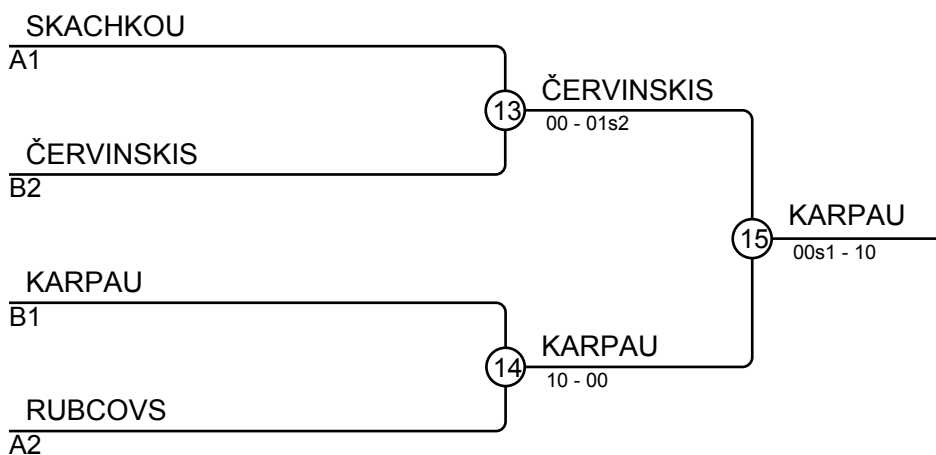 SKACHKOU
A1
13
ČERVINSKIS
00 - 01s2
ČERVINSKIS
B2
15
KARPAU
00s1 - 10
KARPAU
B1
14
KARPAU
10 - 00
RUBCOVS
A2